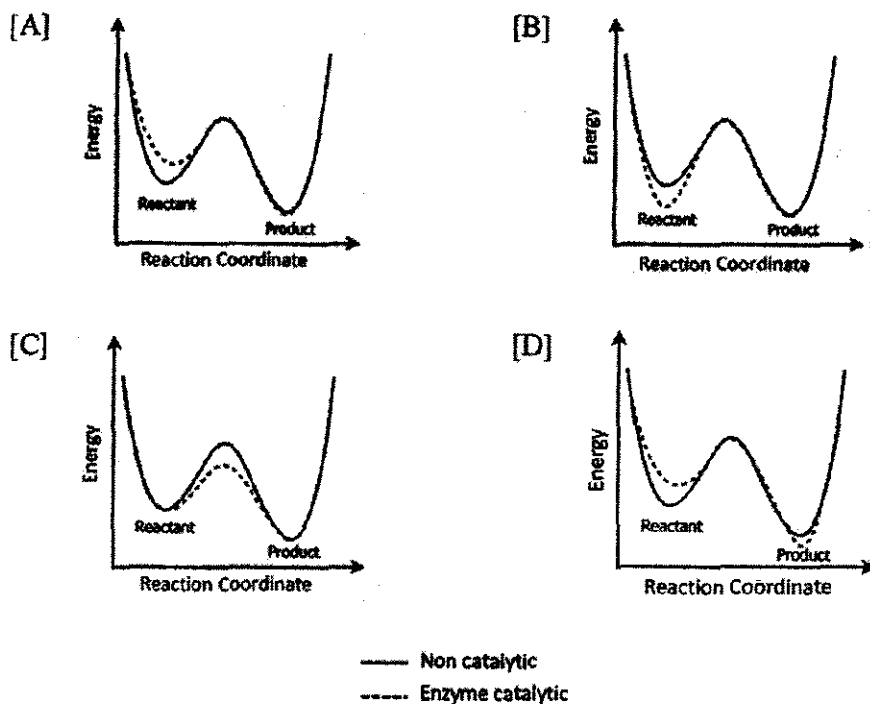 [A]
Energy
Reactant
Product
Reaction Coordinate
[B]
Energy
Reactant
Product
Reaction Coordinate
[C]
Energy
Reactant
Product
Reaction Coordinate
[D]
Energy
Reactant
Product
Reaction Coordinate
Non catalytic
Enzyme catalytic